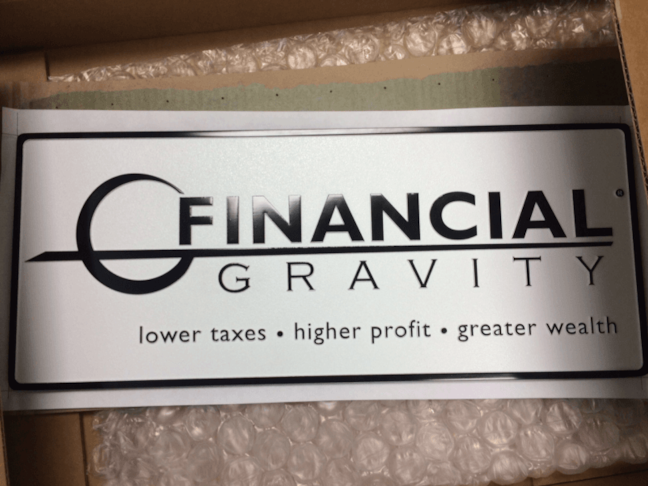 FINANCIAL®
GRAVITY
lower taxes • higher profit • greater wealth